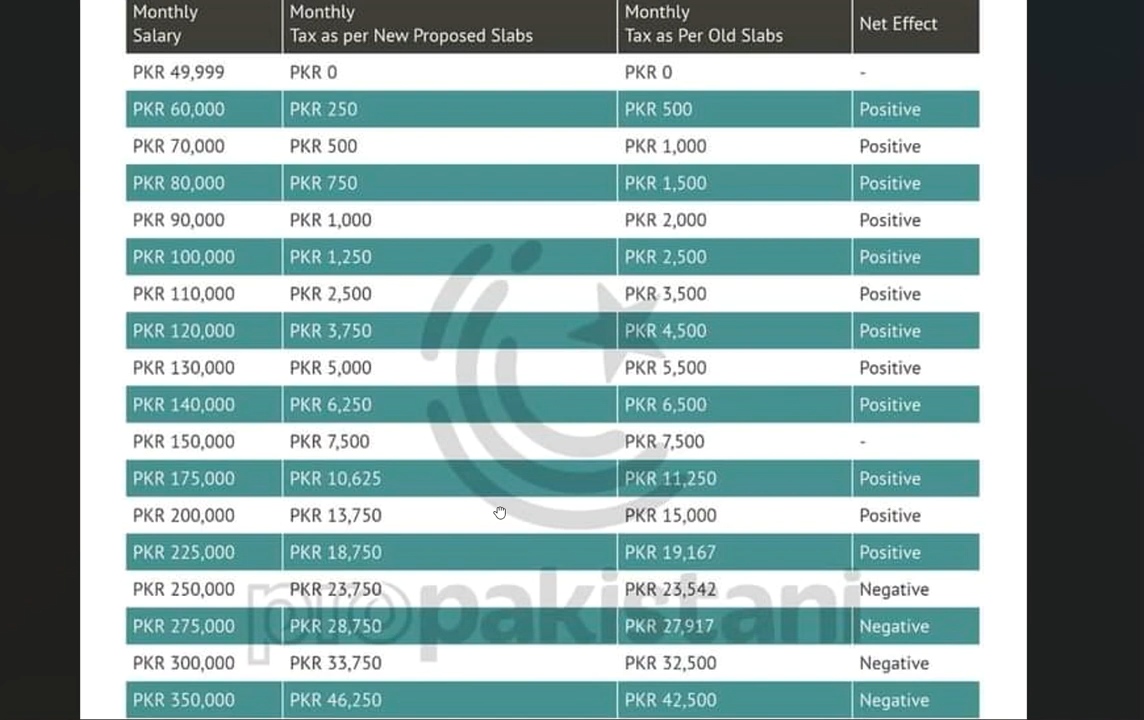 Monthly Salary | Monthly Tax as per New Proposed Slabs | Monthly Tax as Per Old Slabs | Net Effect
PKR 49,999 | PKR 0 | PKR 0 | -
PKR 60,000 | PKR 250 | PKR 500 | Positive
PKR 70,000 | PKR 500 | PKR 1,000 | Positive
PKR 80,000 | PKR 750 | PKR 1,500 | Positive
PKR 90,000 | PKR 1,000 | PKR 2,000 | Positive
PKR 100,000 | PKR 1,250 | PKR 2,500 | Positive
PKR 110,000 | PKR 2,500 | PKR 3,500 | Positive
PKR 120,000 | PKR 3,750 | PKR 4,500 | Positive
PKR 130,000 | PKR 5,000 | PKR 5,500 | Positive
PKR 140,000 | PKR 6,250 | PKR 6,500 | Positive
PKR 150,000 | PKR 7,500 | PKR 7,500 | -
PKR 175,000 | PKR 10,625 | PKR 11,250 | Positive
PKR 200,000 | PKR 13,750 | PKR 15,000 | Positive
PKR 225,000 | PKR 18,750 | PKR 19,167 | Positive
PKR 250,000 | PKR 23,750 | PKR 23,542 | Negative
PKR 275,000 | PKR 28,750 | PKR 27,917 | Negative
PKR 300,000 | PKR 33,750 | PKR 32,500 | Negative
PKR 350,000 | PKR 46,250 | PKR 42,500 | Negative
propakistani